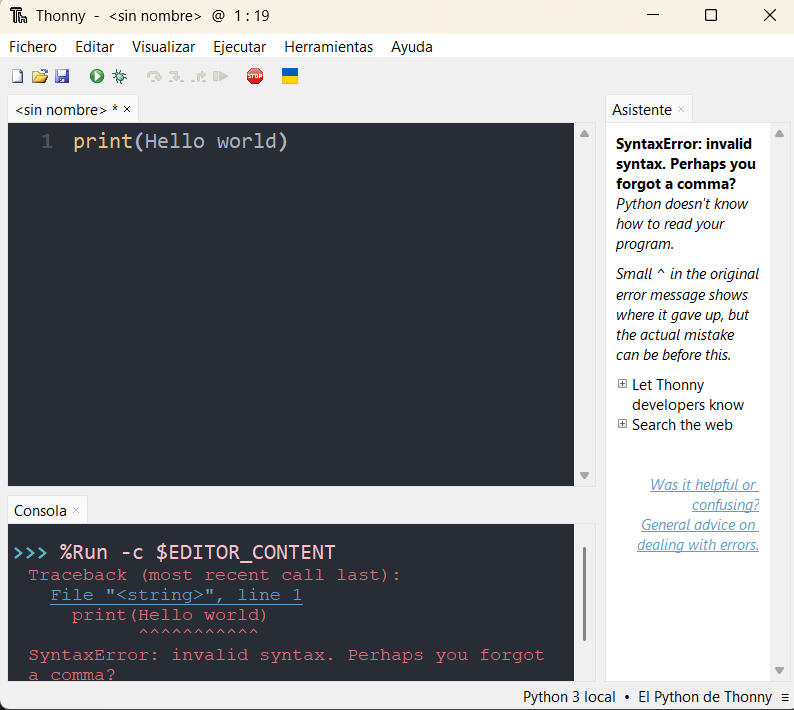 Thonny - <sin nombre> @ 1 : 19
Fichero Editar Visualizar Ejecutar Herramientas Ayuda
STOP
<sin nombre> * ×
1 print(Hello world)
Asistente ×
SyntaxError: invalid
syntax. Perhaps you
forgot a comma?
Python doesn't know
how to read your
program.
Small ^ in the original
error message shows
where it gave up, but
the actual mistake
can be before this.
Let Thonny
developers know
Search the web
Was it helpful or
confusing?
General advice on
dealing with errors.
Consola ×
>>> %Run -c $EDITOR_CONTENT
Traceback (most recent call last):
File "<string>", line 1
print(Hello world)
^^^^^^^^^^^
SyntaxError: invalid syntax. Perhaps you forgot
a comma?
Python 3 local • El Python de Thonny ≡